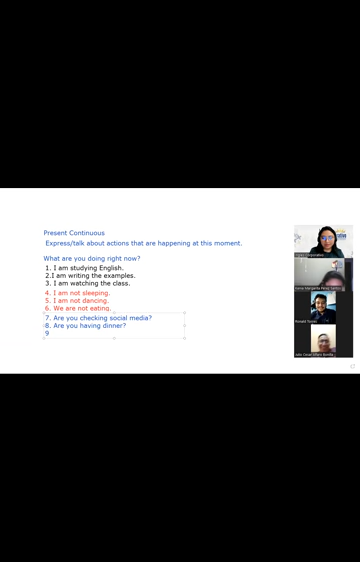 Present Continuous
Express/talk about actions that are happening at this moment.
What are you doing right now?
1. I am studying English.
2.I am writing the examples.
3. I am watching the class.
4. I am not sleeping.
5. I am not dancing.
6. We are not eating.
7. Are you checking social media?
8. Are you having dinner?
9
Ronald Torres
17